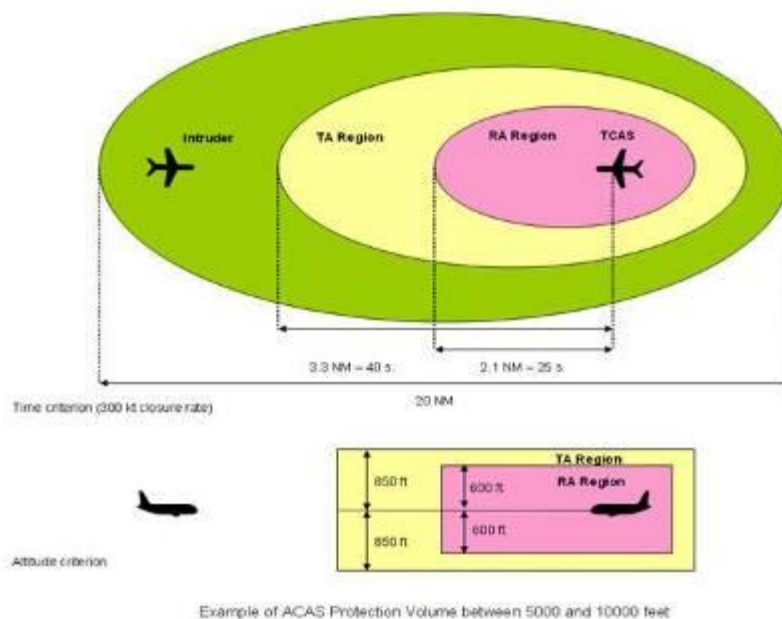 Intruder TA Region RA Region TCAS
3.3 NM = 40 s. 2.1 NM = 25 s.
20 NM
Time criterion (300 kt closure rate)
TA Region
RA Region
850 ft 600 ft
600 ft
850 ft
Altitude criterion
Example of ACAS Protection Volume between 5000 and 10000 feet